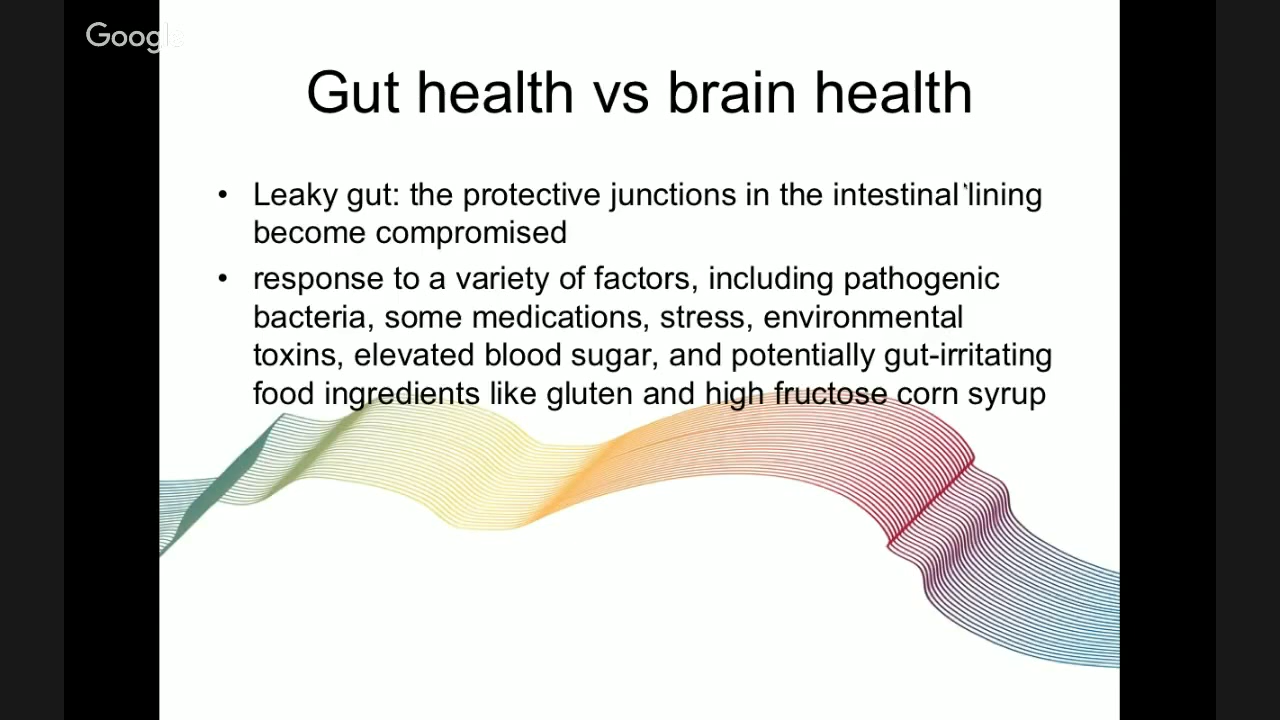 Google
Gut health vs brain health
• Leaky gut: the protective junctions in the intestinal lining
become compromised
• response to a variety of factors, including pathogenic
bacteria, some medications, stress, environmental
toxins, elevated blood sugar, and potentially gut-irritating
food ingredients like gluten and high fructose corn syrup